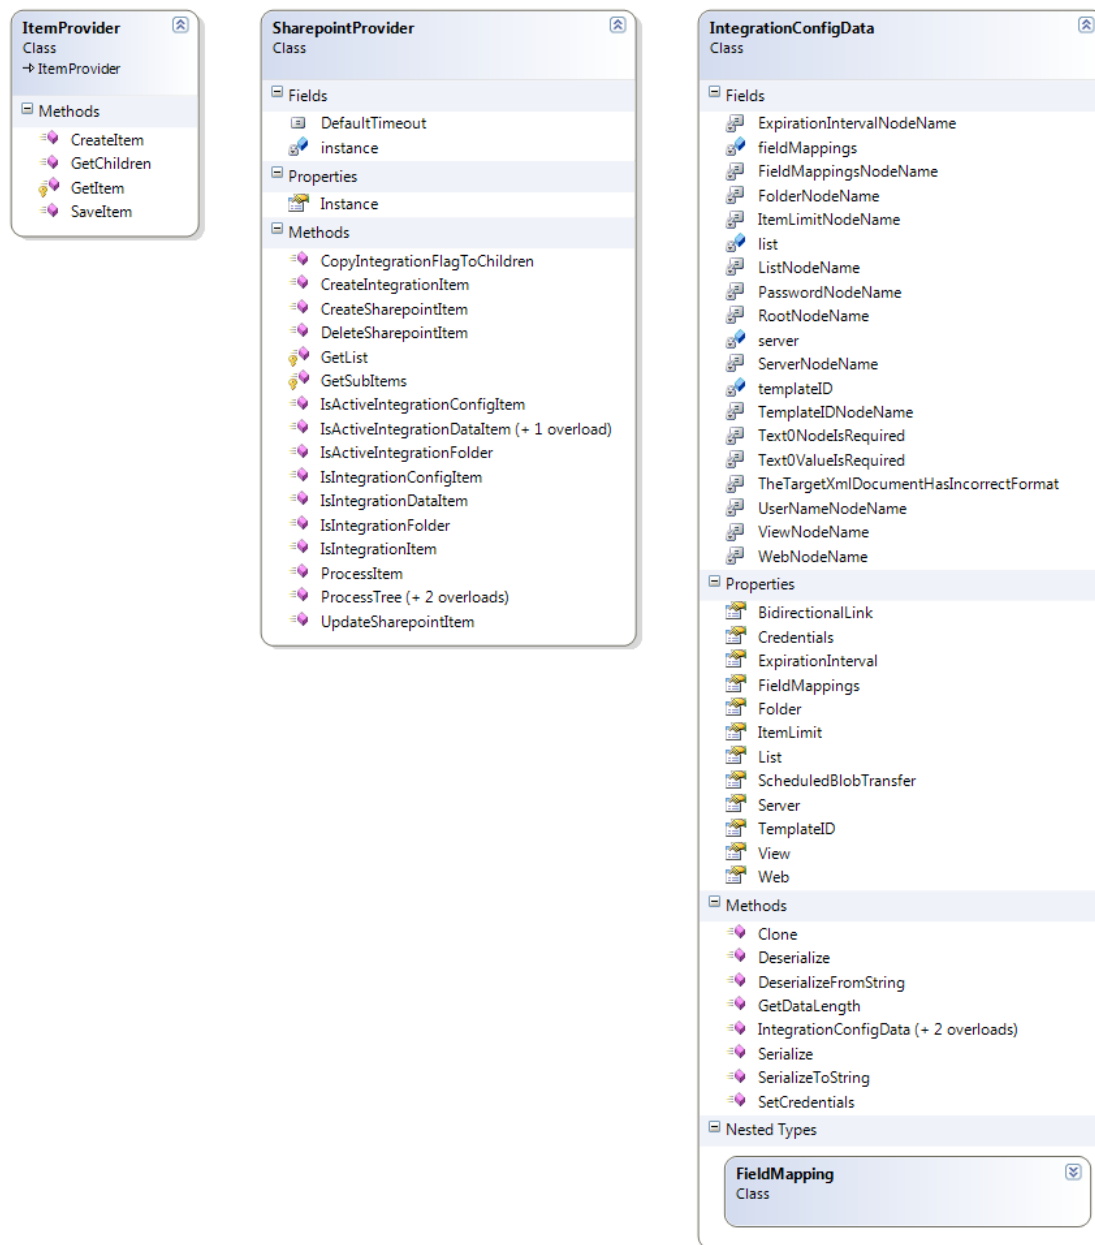 ItemProvider
Class
ItemProvider
Methods
CreateItem
GetChildren
GetItem
SaveItem
SharepointProvider
Class
Fields
DefaultTimeout
instance
Properties
Instance
Methods
CopyIntegrationFlagToChildren
CreateIntegrationItem
CreateSharepointItem
DeleteSharepointItem
GetList
GetSubItems
IsActiveIntegrationConfigItem
IsActiveIntegrationDataItem (+ 1 overload)
IsActiveIntegrationFolder
IsIntegrationConfigItem
IsIntegrationDataItem
IsIntegrationFolder
IsIntegrationItem
ProcessItem
ProcessTree (+ 2 overloads)
UpdateSharepointItem
IntegrationConfigData
Class
Fields
ExpirationIntervalNodeName
fieldMappings
FieldMappingsNodeName
FolderNodeName
ItemLimitNodeName
list
ListNodeName
PasswordNodeName
RootNodeName
server
ServerNodeName
templateID
TemplateIDNodeName
Text0NodeIsRequired
Text0ValueIsRequired
TheTargetXmlDocumentHasIncorrectFormat
UserNameNodeName
ViewNodeName
WebNodeName
Properties
BidirectionalLink
Credentials
ExpirationInterval
FieldMappings
Folder
ItemLimit
List
ScheduledBlobTransfer
Server
TemplateID
View
Web
Methods
Clone
Deserialize
DeserializeFromString
GetDataLength
IntegrationConfigData (+ 2 overloads)
Serialize
SerializeToString
SetCredentials
Nested Types
FieldMapping
Class